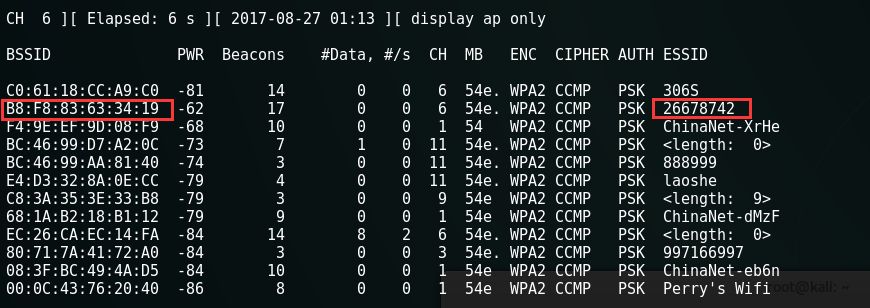 CH  6 ][ Elapsed: 6 s ][ 2017-08-27 01:13 ][ display ap only
BSSID              PWR  Beacons    #Data, #/s  CH  MB   ENC  CIPHER AUTH ESSID
C0:61:18:CC:A9:C0  -81       14        0    0   6  54e. WPA2 CCMP   PSK  306S
B8:F8:83:63:34:19  -62       17        0    0   6  54e. WPA2 CCMP   PSK  26678742
F4:9E:EF:9D:08:F9  -68       10        0    0   1  54   WPA2 CCMP   PSK  ChinaNet-XrHe
BC:46:99:D7:A2:0C  -73        7        1    0  11  54e. WPA2 CCMP   PSK  <length:  0>
BC:46:99:AA:81:40  -74        3        0    0  11  54e. WPA2 CCMP   PSK  888999
E4:D3:32:8A:0E:CC  -79        4        0    0  11  54e. WPA2 CCMP   PSK  laoshe
C8:3A:35:3E:33:B8  -79        3        0    0   9  54e  WPA2 CCMP   PSK  <length:  9>
68:1A:B2:18:B1:12  -79        9        0    0   1  54e  WPA2 CCMP   PSK  ChinaNet-dMzF
EC:26:CA:EC:14:FA  -84       14        8    2   6  54e. WPA2 CCMP   PSK  <length:  0>
80:71:7A:41:72:A0  -84        3        0    0   3  54e. WPA2 CCMP   PSK  997166997
08:3F:BC:49:4A:D5  -84       10        0    0   1  54e  WPA2 CCMP   PSK  ChinaNet-eb6n
00:0C:43:76:20:40  -86        8        0    0   1  54e  WPA2 CCMP   PSK  Perry's Wifi
root@kali: ~